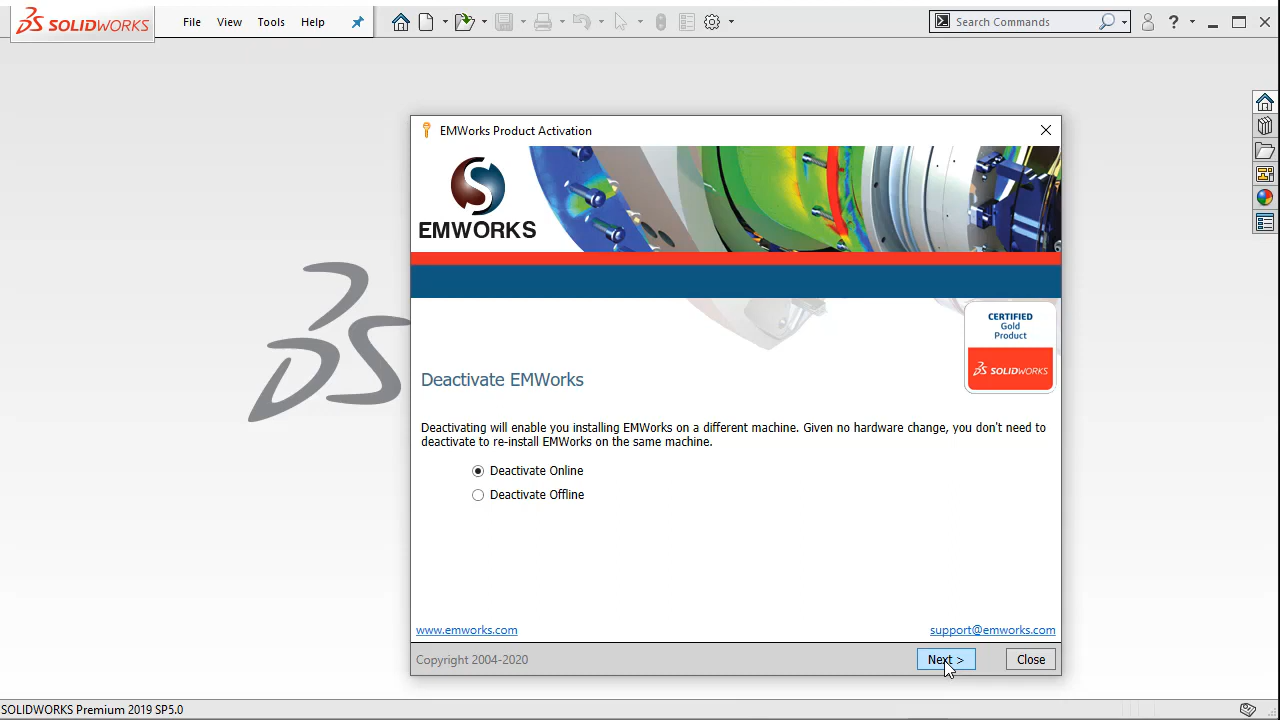 SOLIDWORKS
File View Tools Help
Search Commands
?
EMWorks Product Activation
EMWORKS
CERTIFIED
Gold
Product
SOLIDWORKS
Deactivate EMWorks
Deactivating will enable you installing EMWorks on a different machine. Given no hardware change, you don't need to
deactivate to re-install EMWorks on the same machine.
Deactivate Online
Deactivate Offline
www.emworks.com support@emworks.com
Copyright 2004-2020 Next > Close
SOLIDWORKS Premium 2019 SP5.0